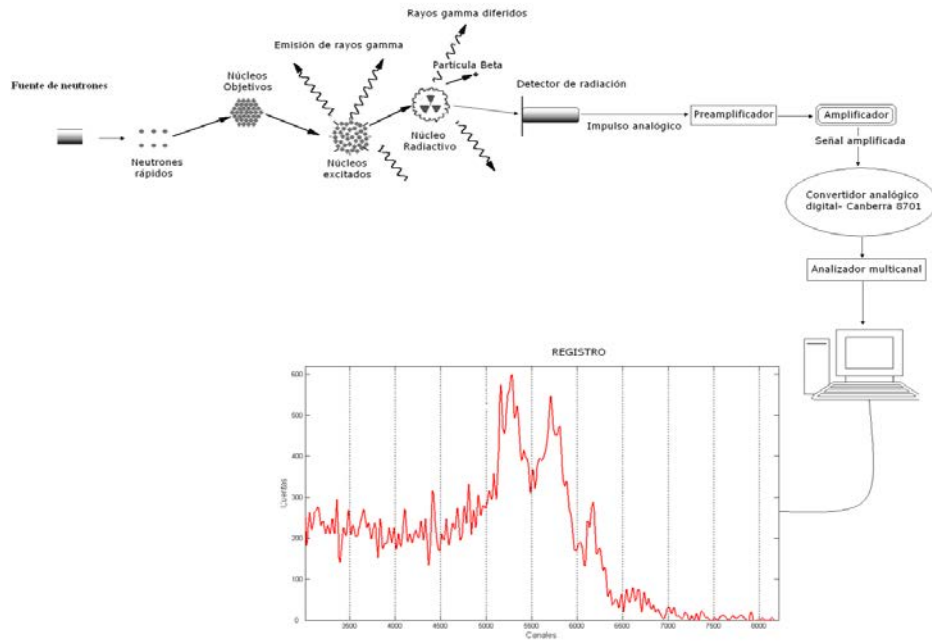 Rayos gamma diferidos
Emisión de rayos gamma
Partícula Beta
Fuente de neutrones
Núcleos
Objetivos
Detector de radiación
Impulso analógico
Preamplificador
Amplificador
Neutrones
rápidos
Núcleos
excitados
Núcleo
Radiactivo
Señal amplificada
Convertidor analógico
digital- Canberra 8701
Analizador multicanal
REGISTRO
600
500
400
300
200
100
0
Cuentas
3500
4000
4500
5000
5500
6000
6500
7000
7500
8000
Canales